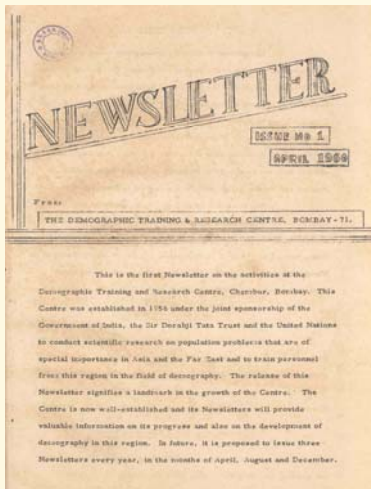 NEWSLETTER
ISSUE NO 1
APRIL 1960
From:
THE DEMOGRAPHIC TRAINING & RESEARCH CENTRE, BOMBAY-71.
This is the first Newsletter on the activities of the
Demographic Training and Research Centre, Chembur, Bombay. This
Centre was established in 1956 under the joint sponsorship of the
Government of India, the Sir Dorabji Tata Trust and the United Nations
to conduct scientific research on population problems that are of
special importance in Asia and the Far East and to train personnel
from this region in the field of demography. The release of this
Newsletter signifies a landmark in the growth of the Centre. The
Centre is now well-established and its Newsletters will provide
valuable information on its progress and also on the development of
demography in this region. In future, it is proposed to issue three
Newsletters every year, in the months of April, August and December.